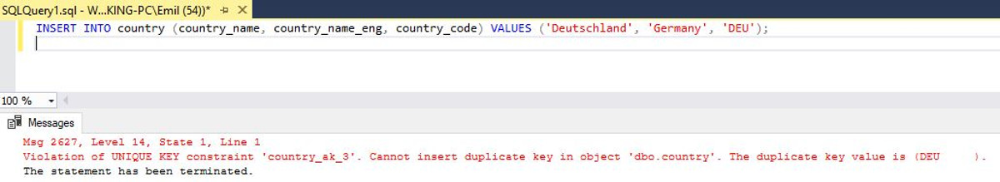 SQLQuery1.sql - W...KING-PC\Emil (54))*
INSERT INTO country (country_name, country_name_eng, country_code) VALUES ('Deutschland', 'Germany', 'DEU');
100 %
Messages
Msg 2627, Level 14, State 1, Line 1
Violation of UNIQUE KEY constraint 'country_ak_3'. Cannot insert duplicate key in object 'dbo.country'. The duplicate key value is (DEU     ).
The statement has been terminated.